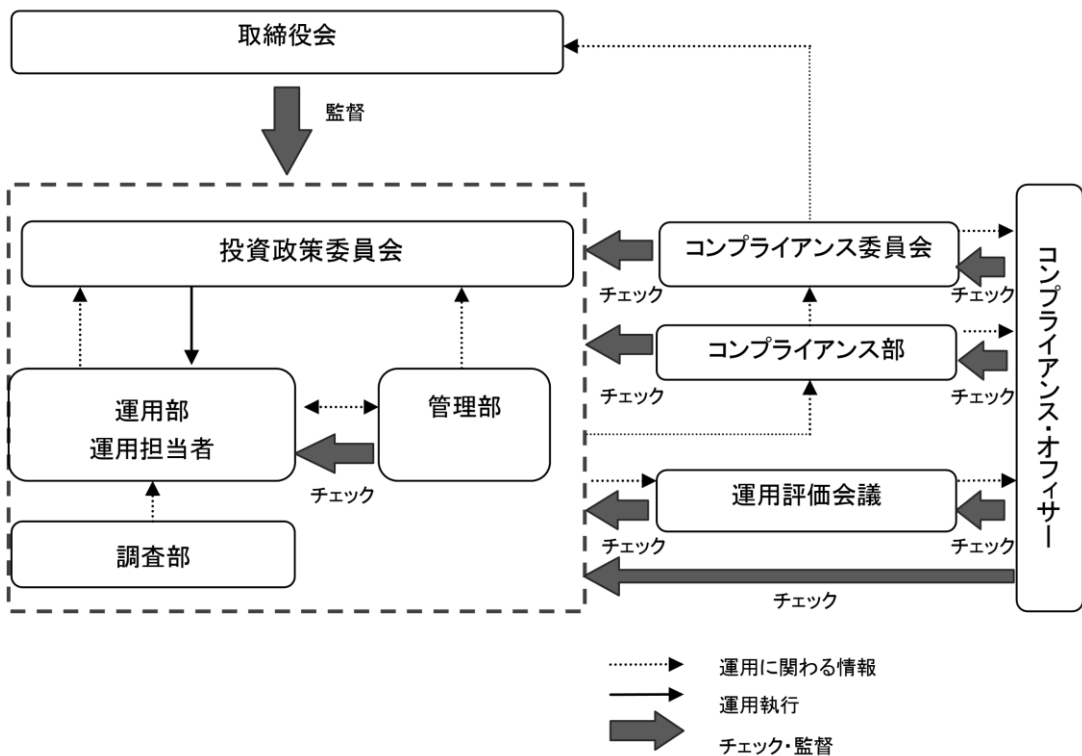 取締役会
監督
投資政策委員会
コンプライアンス委員会
チェック
チェック
コンプライアンス部
チェック
チェック
運用部
運用担当者
管理部
チェック
運用評価会議
チェック
チェック
調査部
チェック
コンプライアンス・オフィサー
運用に関わる情報
運用執行
チェック・監督